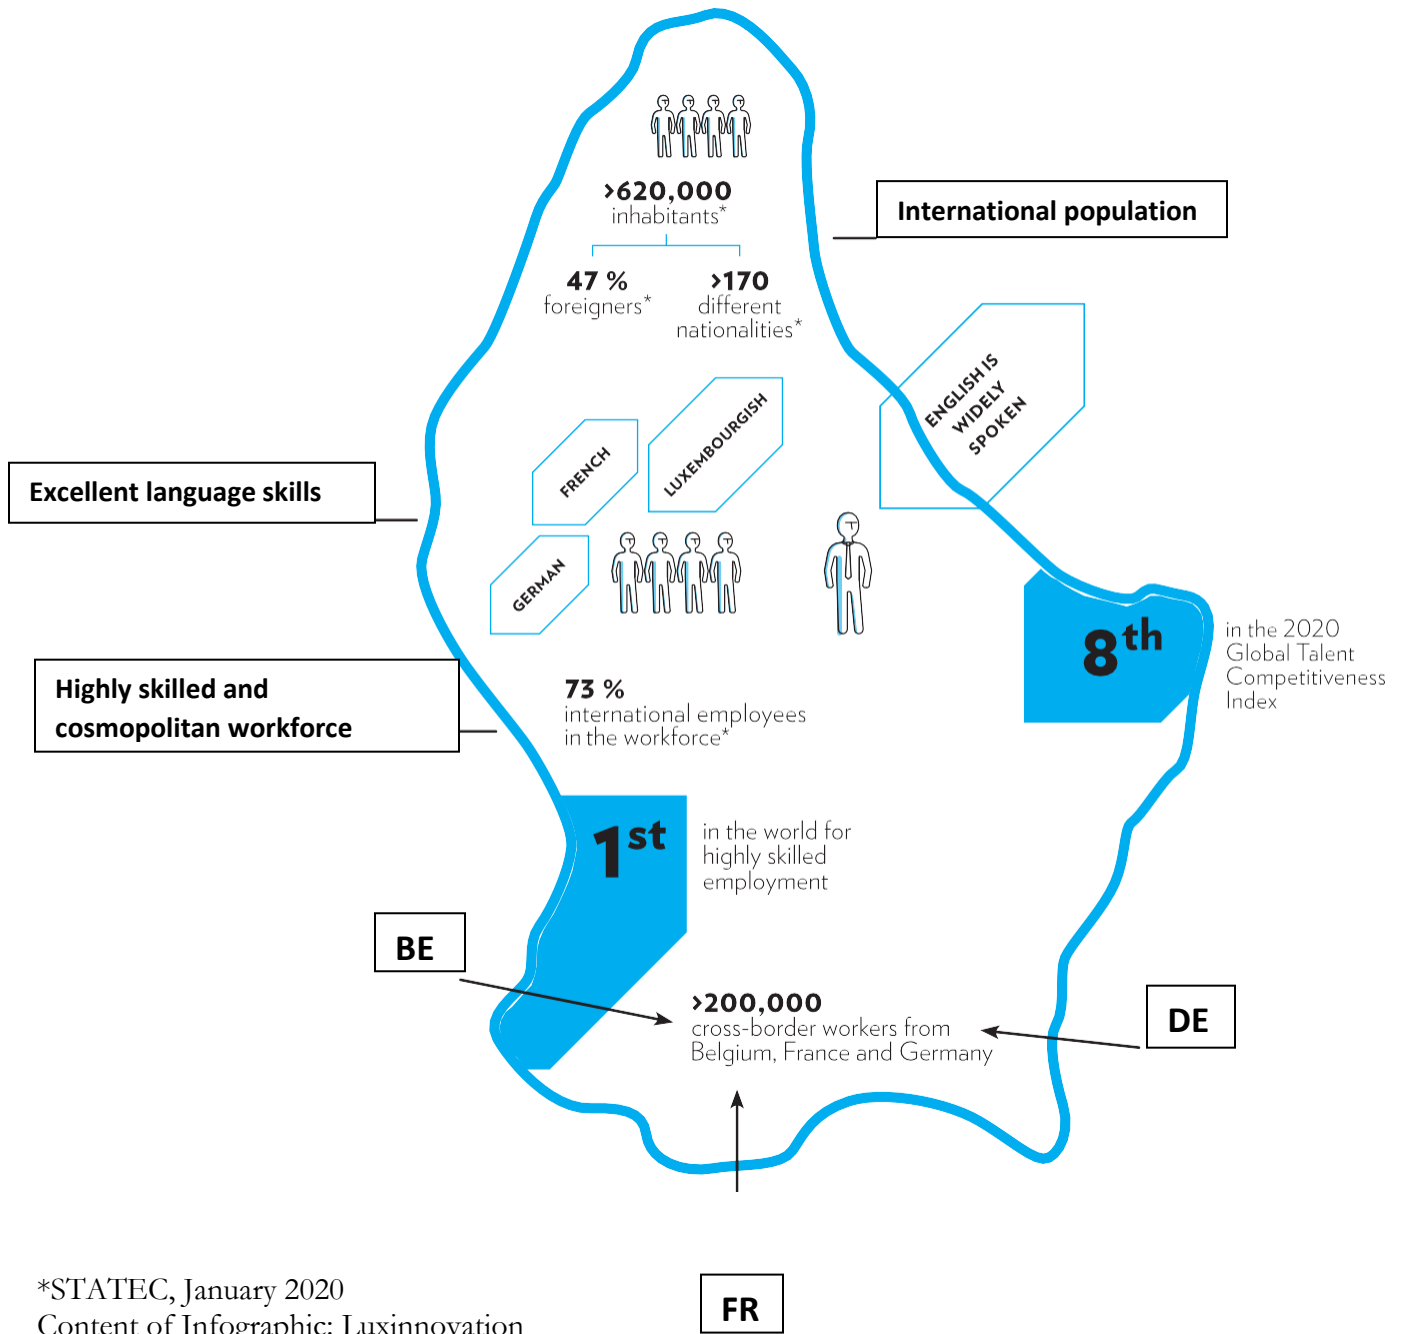 >620,000
inhabitants*
International population
47 %
foreigners*
>170
different
nationalities*
ENGLISH IS
WIDELY
SPOKEN
FRENCH
LUXEMBOURGISH
GERMAN
Excellent language skills
8th
in the 2020
Global Talent
Competitiveness
Index
Highly skilled and
cosmopolitan workforce
73 %
international employees
in the workforce*
1st
in the world for
highly skilled
employment
BE
>200,000
cross-border workers from
Belgium, France and Germany
DE
FR
*STATEC, January 2020
Content of Infographic: Luxinnovation